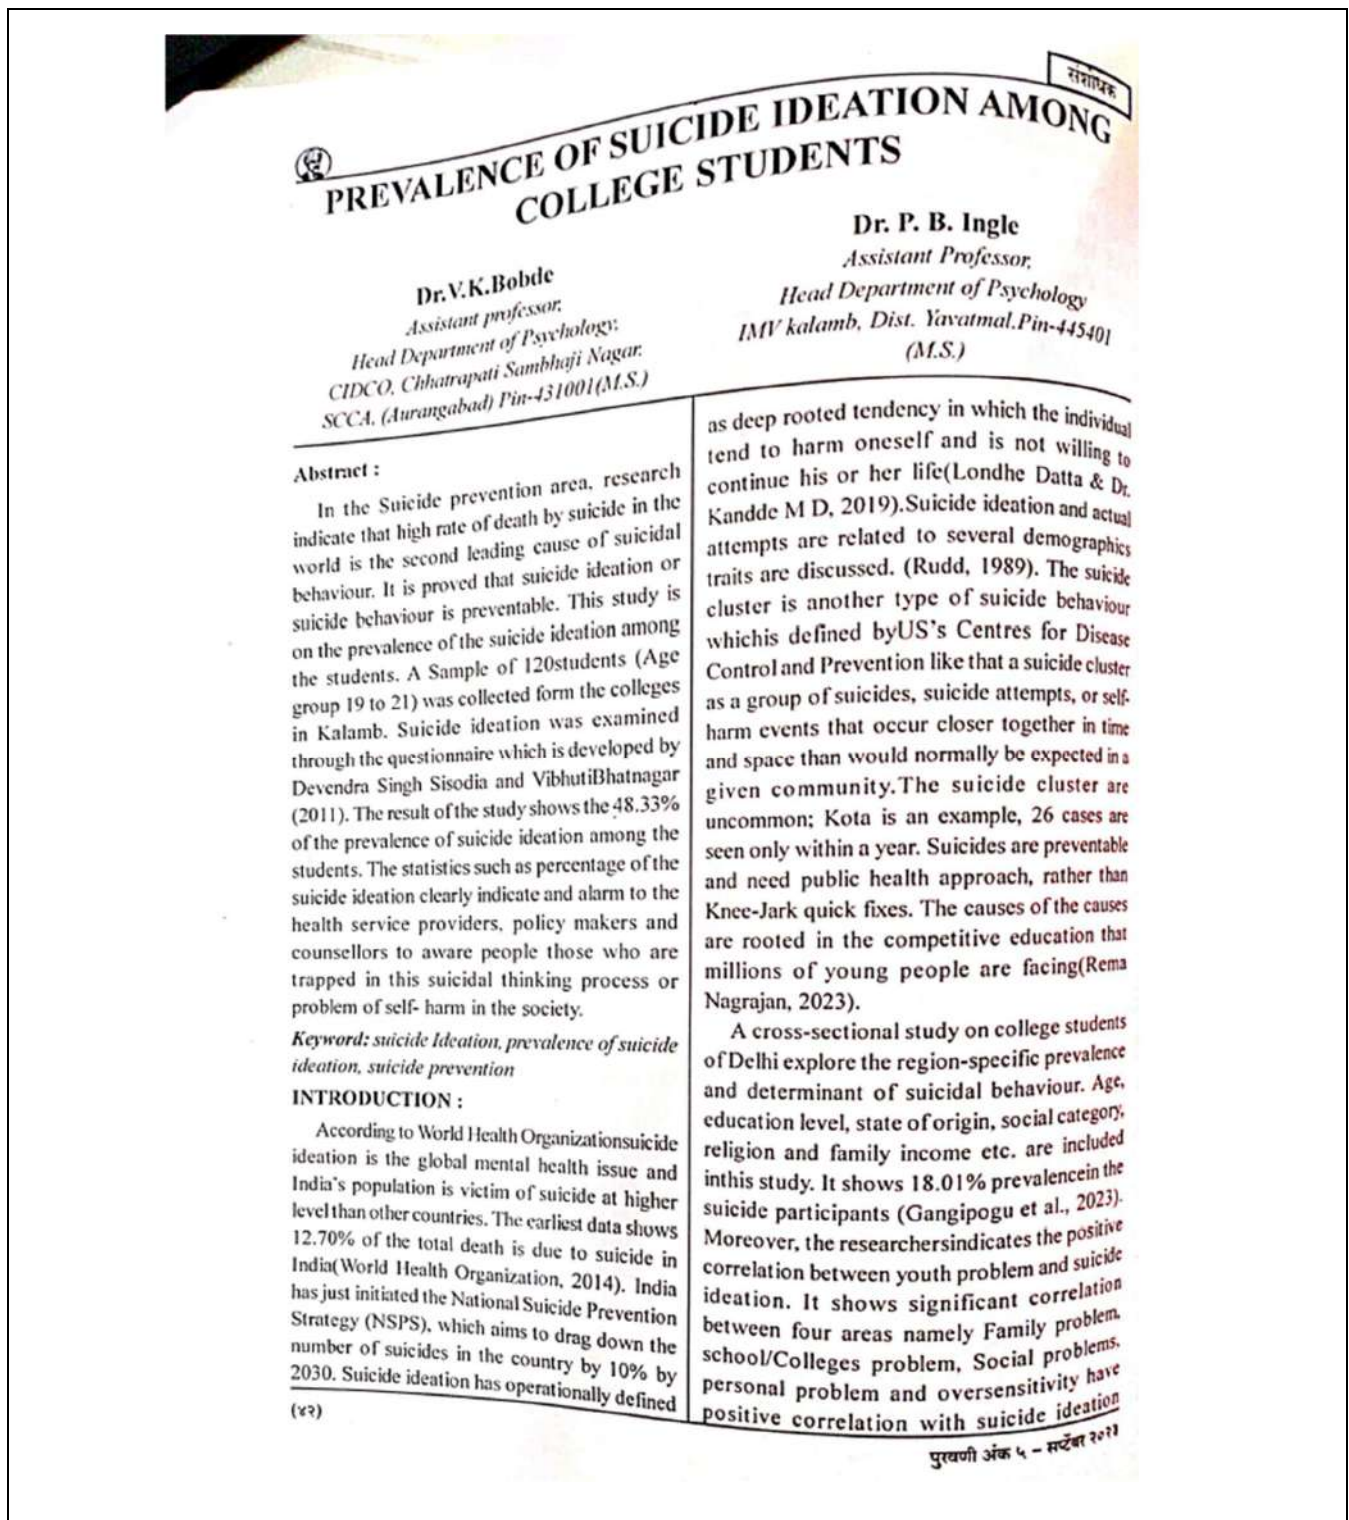 संशोधक
PREVALENCE OF SUICIDE IDEATION AMONG
COLLEGE STUDENTS
Dr.V.K.Bobde
Assistant professor,
Head Department of Psychology,
CIDCO, Chhatrapati Sambhaji Nagar.
SCCA, (Aurangabad) Pin-431001(M.S.)
Dr. P. B. Ingle
Assistant Professor,
Head Department of Psychology
IMV kalamb, Dist. Yavatmal.Pin-445401
(M.S.)
Abstract :
In the Suicide prevention area, research
indicate that high rate of death by suicide in the
world is the second leading cause of suicidal
behaviour. It is proved that suicide ideation or
suicide behaviour is preventable. This study is
on the prevalence of the suicide ideation among
the students. A Sample of 120students (Age
group 19 to 21) was collected form the colleges
in Kalamb. Suicide ideation was examined
through the questionnaire which is developed by
Devendra Singh Sisodia and VibhutiBhatnagar
(2011). The result of the study shows the 48.33%
of the prevalence of suicide ideation among the
students. The statistics such as percentage of the
suicide ideation clearly indicate and alarm to the
health service providers, policy makers and
counsellors to aware people those who are
trapped in this suicidal thinking process or
problem of self- harm in the society.
Keyword: suicide Ideation, prevalence of suicide
ideation, suicide prevention
INTRODUCTION :
According to World Health Organizationsuicide
ideation is the global mental health issue and
India's population is victim of suicide at higher
level than other countries. The earliest data shows
12.70% of the total death is due to suicide in
India(World Health Organization, 2014). India
has just initiated the National Suicide Prevention
Strategy (NSPS), which aims to drag down the
number of suicides in the country by 10% by
2030. Suicide ideation has operationally defined
as deep rooted tendency in which the individual
tend to harm oneself and is not willing to
continue his or her life(Londhe Datta & Dr.
Kandde M D, 2019).Suicide ideation and actual
attempts are related to several demographics
traits are discussed. (Rudd, 1989). The suicide
cluster is another type of suicide behaviour
whichis defined byUS's Centres for Disease
Control and Prevention like that a suicide cluster
as a group of suicides, suicide attempts, or self-
harm events that occur closer together in time
and space than would normally be expected in a
given community.The suicide cluster are
uncommon; Kota is an example, 26 cases are
seen only within a year. Suicides are preventable
and need public health approach, rather than
Knee-Jark quick fixes. The causes of the causes
are rooted in the competitive education that
millions of young people are facing(Rema
Nagrajan, 2023).
A cross-sectional study on college students
of Delhi explore the region-specific prevalence
and determinant of suicidal behaviour. Age,
education level, state of origin, social category,
religion and family income etc. are included
inthis study. It shows 18.01% prevalencein the
suicide participants (Gangipogu et al., 2023).
Moreover, the researchersindicates the positive
correlation between youth problem and suicide
ideation. It shows significant correlation
between four areas namely Family problem,
school/Colleges problem, Social problems,
personal problem and oversensitivity have
positive correlation with suicide ideation
(४२)
पुरवणी अंक ५ – सप्टेंबर २०२३